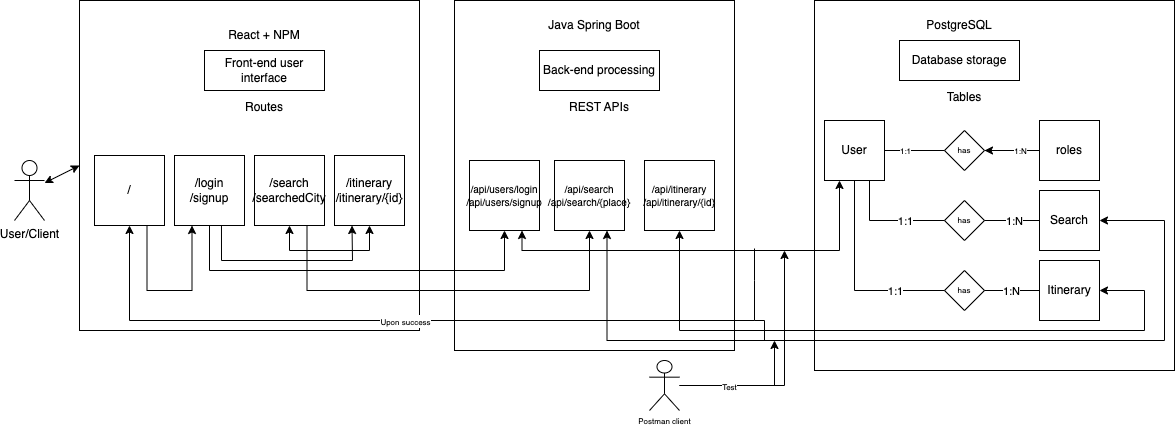 React + NPM
Front-end user
interface
Routes
/
/login
/signup
/search
/searchedCity
/itinerary
/itinerary/{id}
User/Client
Upon success
Java Spring Boot
Back-end processing
REST APIs
/api/users/login
/api/users/signup
/api/search
/api/search/{place}
/api/itinerary
/api/itinerary/{id}
Postman client
Test
PostgreSQL
Database storage
Tables
User
1:1
has
1:N
roles
1:1
has
1:N
Search
1:1
has
1:N
Itinerary